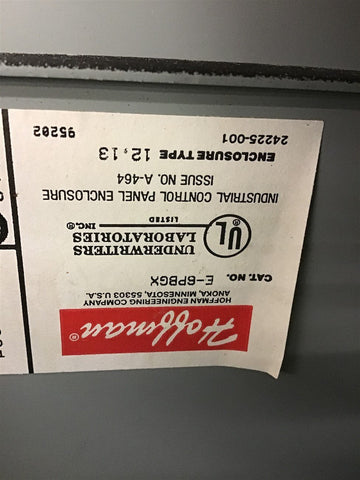 Hoffman®
HOFFMAN ENGINEERING COMPANY
ANOKA, MINNESOTA, 55303 U.S.A.
CAT. NO. E-6PBGX
UL
UNDERWRITERS
LABORATORIES
INC.®
LISTED
INDUSTRIAL CONTROL PANEL ENCLOSURE
ISSUE NO. A-464
ENCLOSURE TYPE 12,13
24225-001 95202